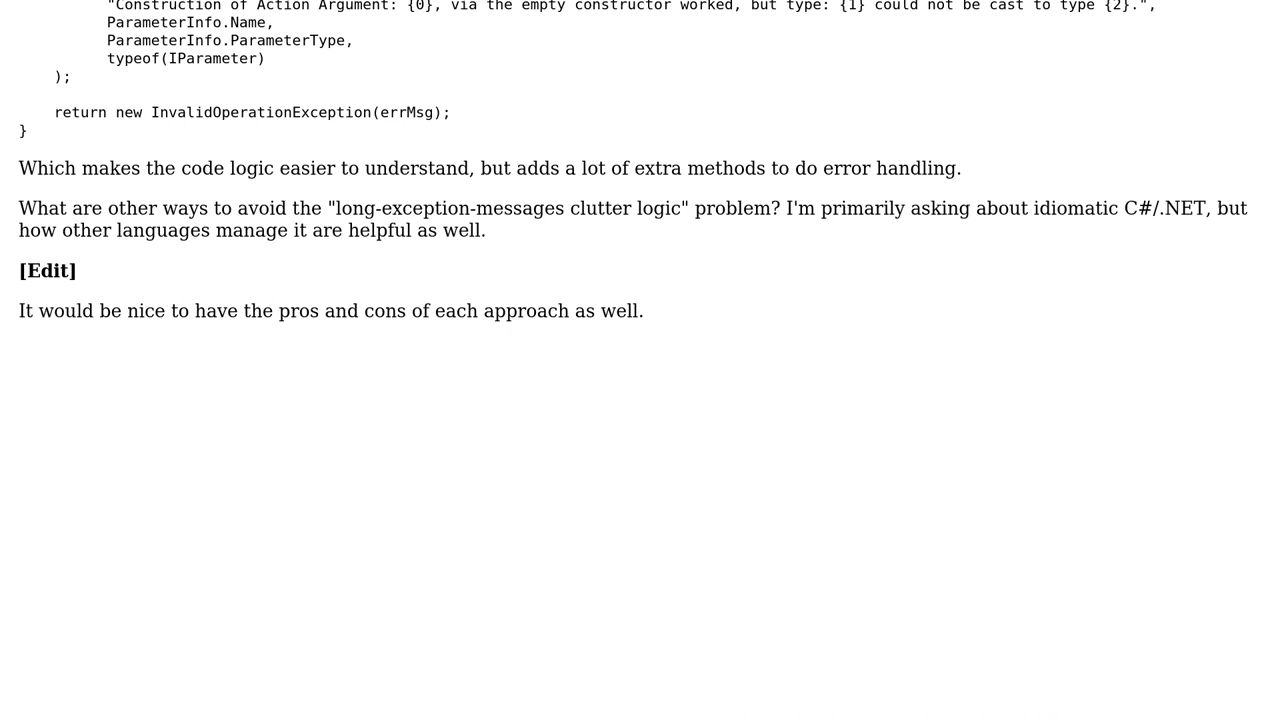 "Construction of Action Argument: {0}, via the empty constructor worked, but type: {1} could not be cast to type {2}.",
ParameterInfo.Name,
ParameterInfo.ParameterType,
typeof(IParameter)
);
return new InvalidOperationException(errMsg);
}
Which makes the code logic easier to understand, but adds a lot of extra methods to do error handling.
What are other ways to avoid the "long-exception-messages clutter logic" problem? I'm primarily asking about idiomatic C#/.NET, but
how other languages manage it are helpful as well.
[Edit]
It would be nice to have the pros and cons of each approach as well.